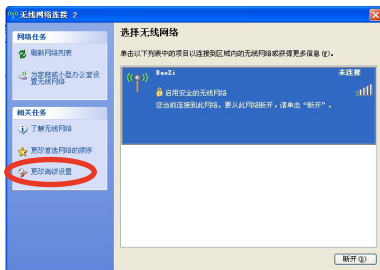 无线网络连接 2
网络任务
刷新网络列表
为家庭或小型办公室设
置无线网络
相关任务
了解无线网络
更改首选网络的顺序
更改高级设置
选择无线网络
单击以下列表中的项目以连接到区域内的无线网络或获得更多信息(W)。
BaoZi
未连接
启用安全的无线网络
您当前连接到此网络。要从此网络断开，请单击“断开”。
断开(D)